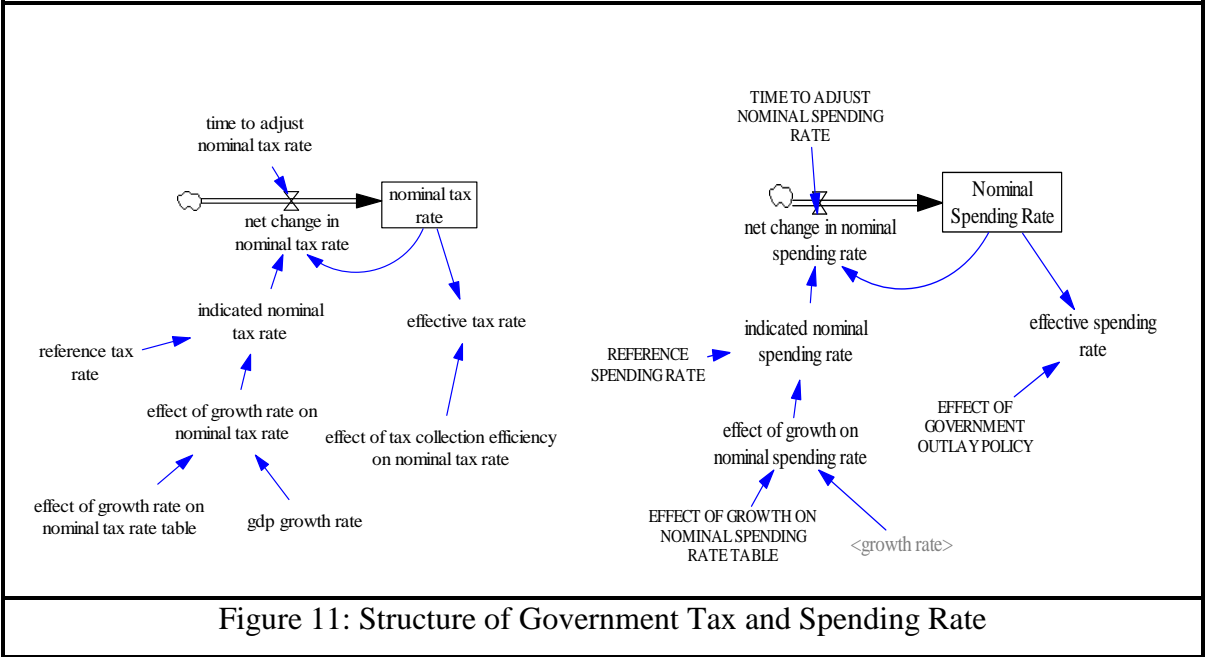 time to adjust
nominal tax rate
nominal tax
rate
net change in
nominal tax rate
indicated nominal
tax rate
effective tax rate
reference tax
rate
effect of growth rate on
nominal tax rate
effect of tax collection efficiency
on nominal tax rate
effect of growth rate on
nominal tax rate table
gdp growth rate
TIME TO ADJUST
NOMINAL SPENDING
RATE
Nominal
Spending Rate
net change in nominal
spending rate
indicated nominal
spending rate
effective spending
rate
REFERENCE
SPENDING RATE
effect of growth on
nominal spending rate
EFFECT OF
GOVERNMENT
OUTLAY POLICY
EFFECT OF GROWTH ON
NOMINAL SPENDING
RATE TABLE
<growth rate>
Figure 11: Structure of Government Tax and Spending Rate